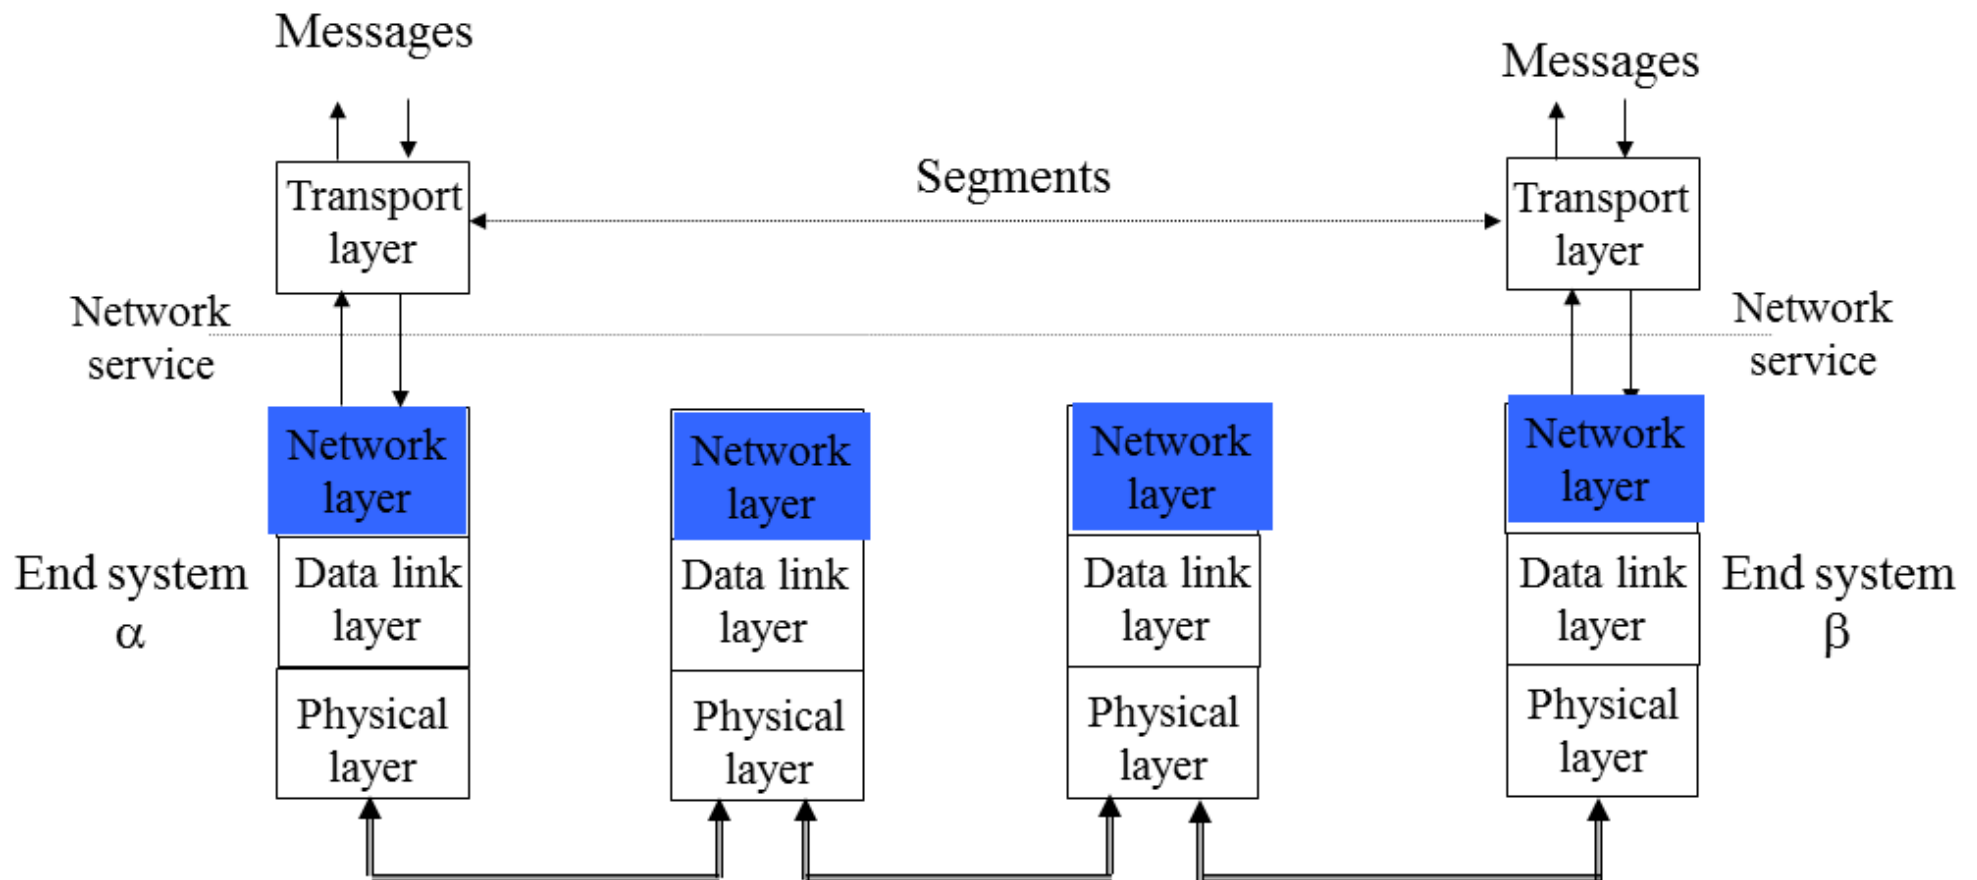 Messages
Messages
Transport
layer
Segments
Transport
layer
Network
service
Network
service
Network
layer
Network
layer
Network
layer
Network
layer
End system
α
Data link
layer
Data link
layer
Data link
layer
Data link
layer
End system
β
Physical
layer
Physical
layer
Physical
layer
Physical
layer